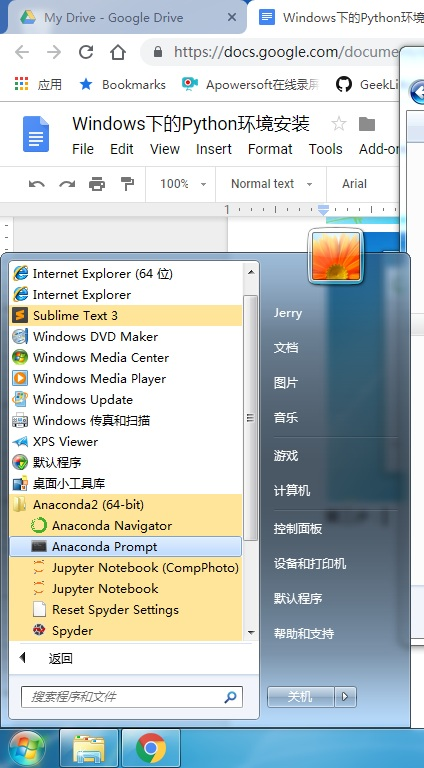 My Drive - Google Drive
Windows下的Python环境
https://docs.google.com/docume
应用
Bookmarks
Apowersoft在线录屏
GeekLi
Windows下的Python环境安装
File Edit View Insert Format Tools Add-on
100% Normal text Arial
1
1
2
Internet Explorer (64 位)
Internet Explorer
Sublime Text 3
Windows DVD Maker
Windows Media Center
Windows Media Player
Windows Update
Windows 传真和扫描
XPS Viewer
默认程序
桌面小工具库
Anaconda2 (64-bit)
Anaconda Navigator
Anaconda Prompt
Jupyter Notebook (CompPhoto)
Jupyter Notebook
Reset Spyder Settings
Spyder
返回
搜索程序和文件
Jerry
文档
图片
音乐
游戏
计算机
控制面板
设备和打印机
默认程序
帮助和支持
关机